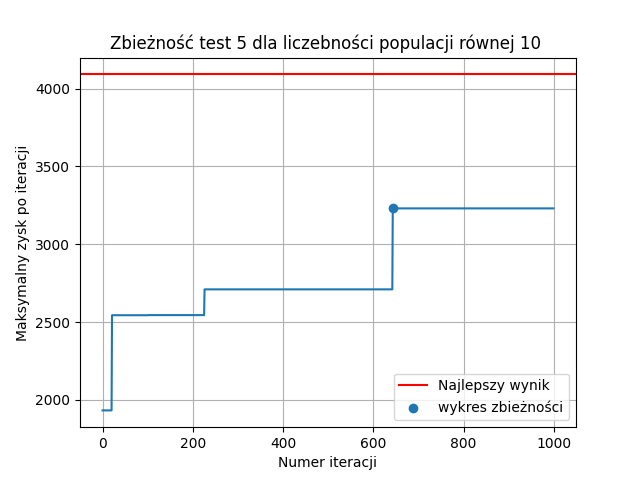 Zbieżność test 5 dla liczebności populacji równej 10
Maksymalny zysk po iteracji
4000
3500
3000
2500
2000
Najlepszy wynik
wykres zbieżności
0 200 400 600 800 1000
Numer iteracji